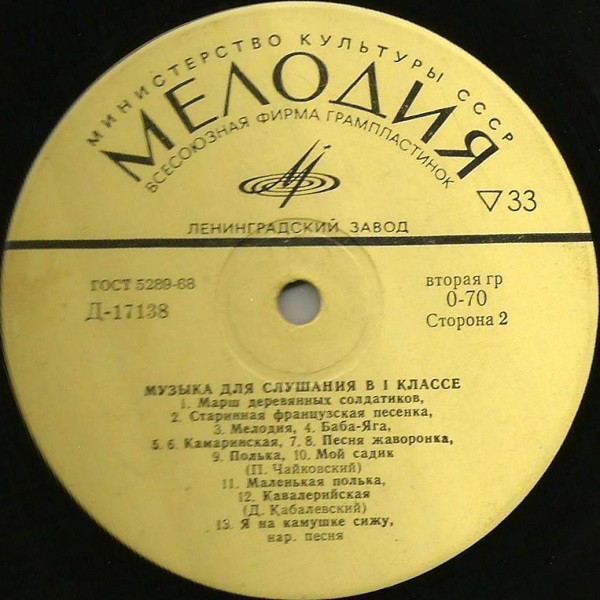 МИНИСТЕРСТВО КУЛЬТУРЫ СССР
МЕЛОДИЯ
ВСЕСОЮЗНАЯ ФИРМА ГРАМПЛАСТИНОК
33
ЛЕНИНГРАДСКИЙ ЗАВОД
ГОСТ 5289-68
Д-17138
вторая гр
0-70
Сторона 2
МУЗЫКА ДЛЯ СЛУШАНИЯ В I КЛАССЕ
1. Марш деревянных солдатиков,
2. Старинная французская песенка,
3. Мелодия, 4. Баба-Яга,
5. 6. Камаринская, 7. 8. Песня жаворонка,
9. Полька, 10. Мой садик
(П. Чайковский)
11. Маленькая полька,
12. Кавалерийская
(Д. Кабалевский)
13. Я на камушке сижу,
нар. песня